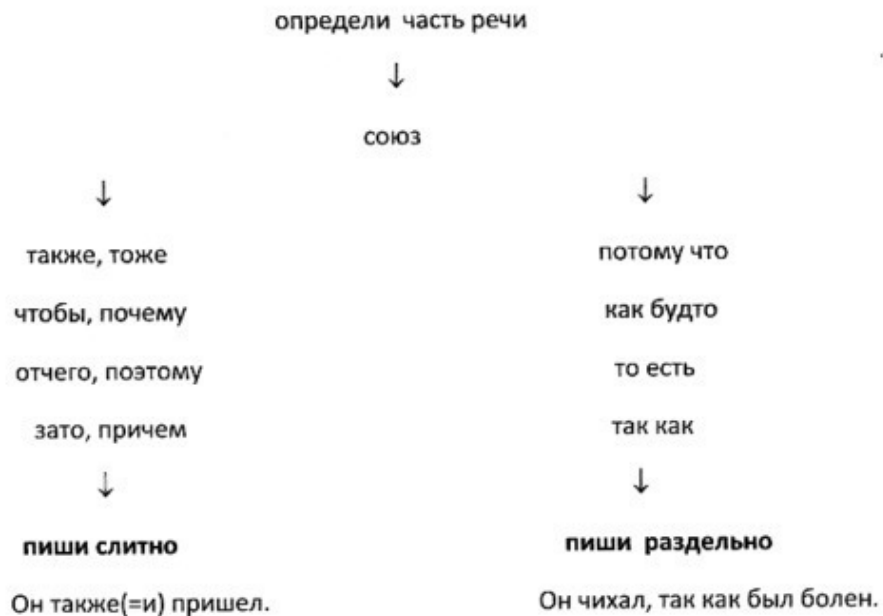 определи часть речи
↓
союз
↓ ↓
также, тоже потому что
чтобы, почему как будто
отчего, поэтому то есть
зато, причем так как
↓ ↓
пиши слитно пиши раздельно
Он также(=и) пришел. Он чихал, так как был болен.